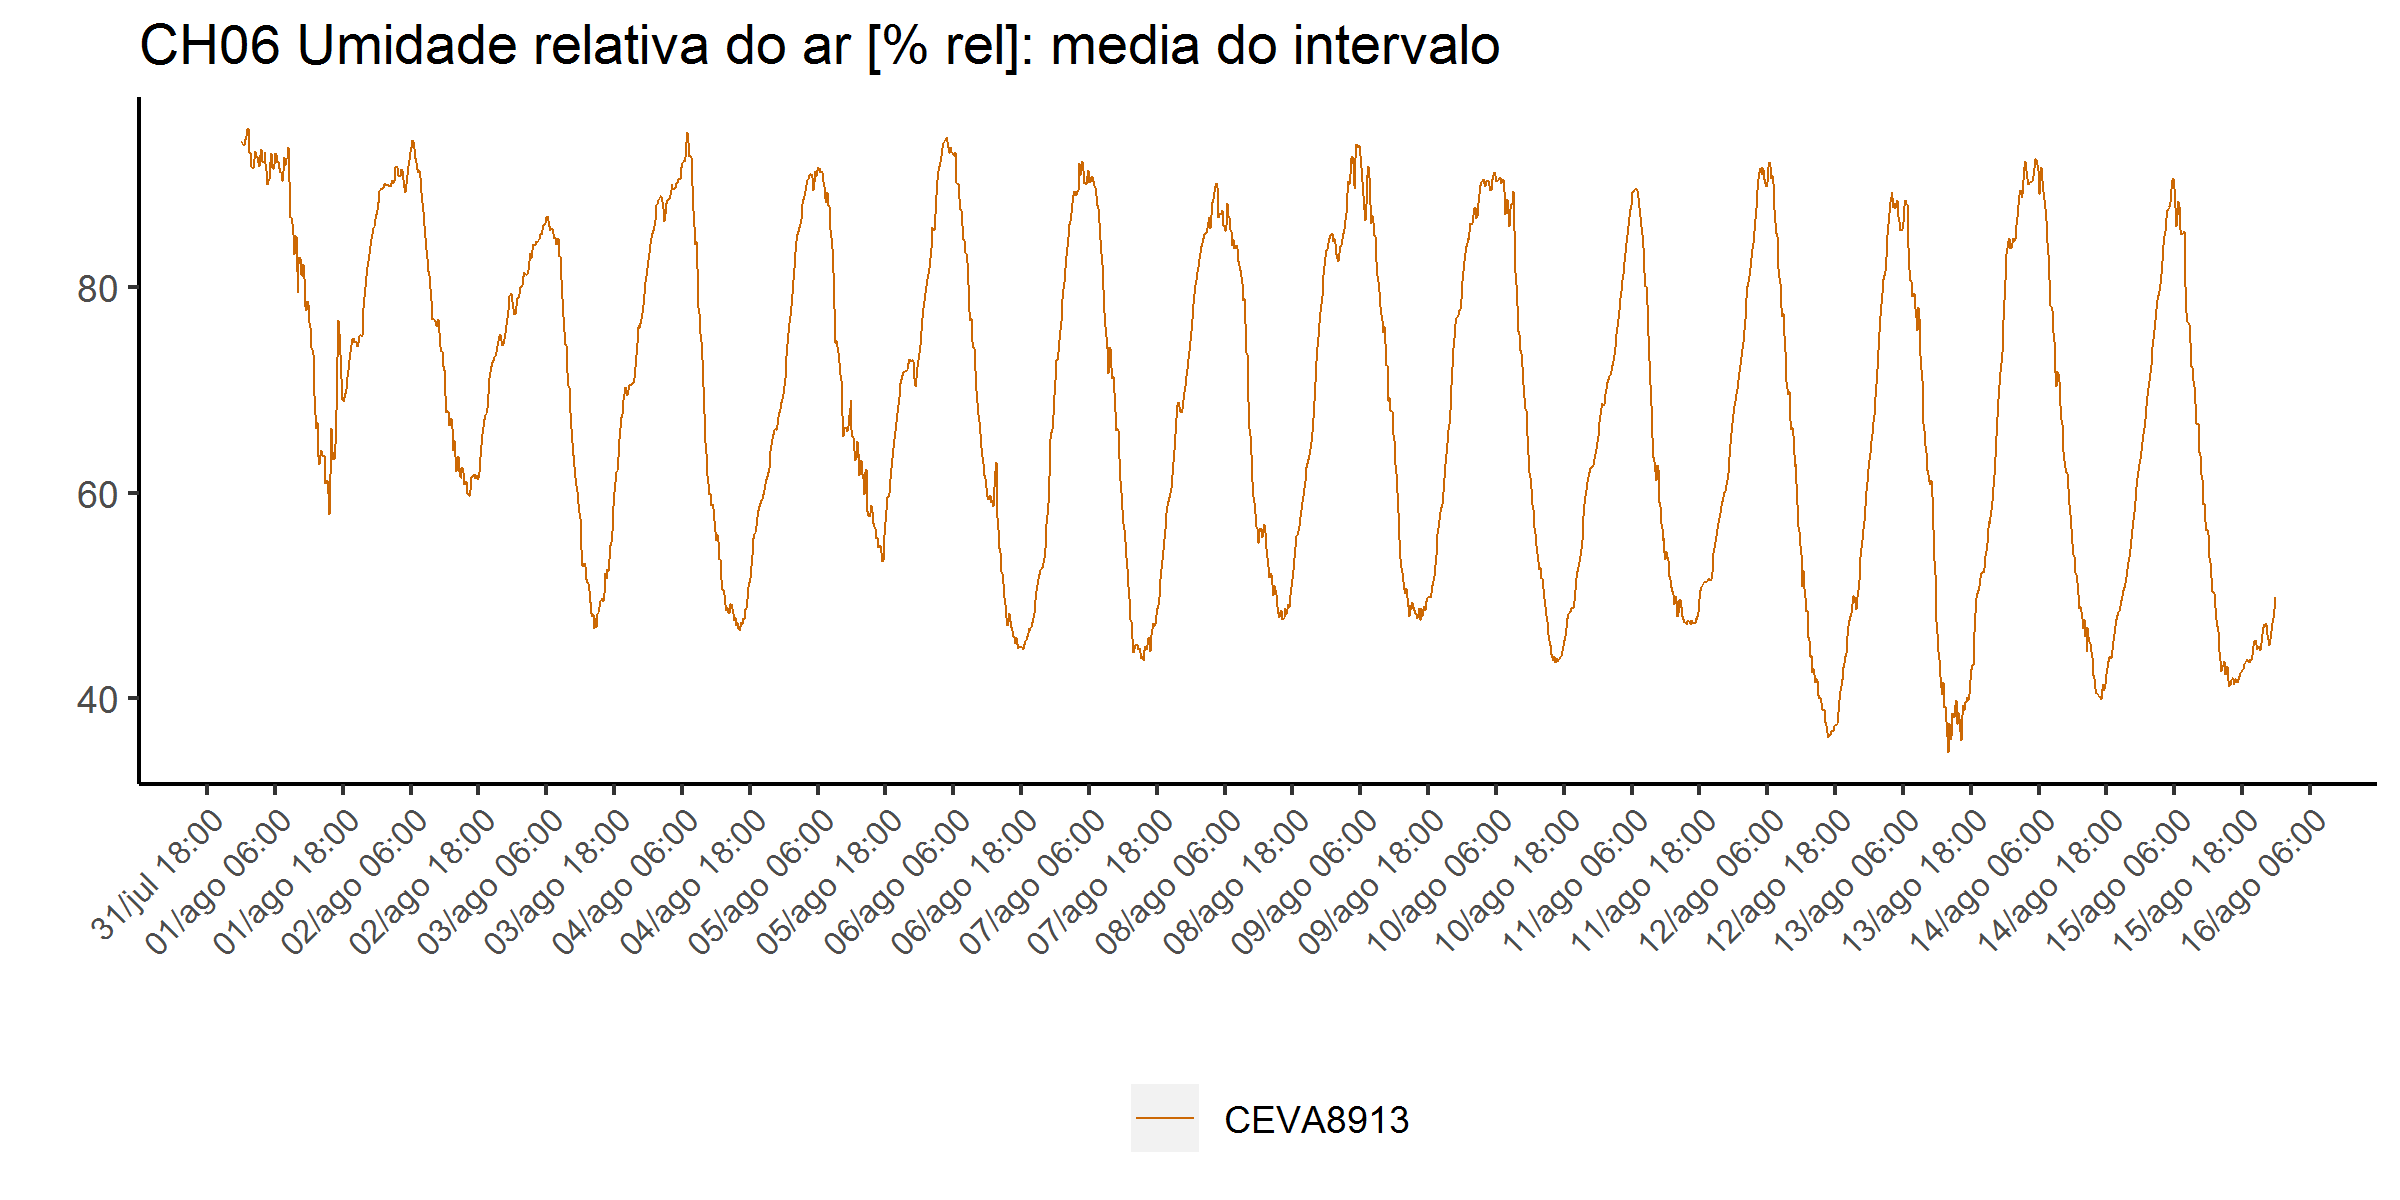 CH06 Umidade relativa do ar [% rel]: media do intervalo
80
60
40
31/jul 18:00
01/ago 06:00
01/ago 18:00
02/ago 06:00
02/ago 18:00
03/ago 06:00
03/ago 18:00
04/ago 06:00
04/ago 18:00
05/ago 06:00
05/ago 18:00
06/ago 06:00
06/ago 18:00
07/ago 06:00
07/ago 18:00
08/ago 06:00
08/ago 18:00
09/ago 06:00
09/ago 18:00
10/ago 06:00
10/ago 18:00
11/ago 06:00
11/ago 18:00
12/ago 06:00
12/ago 18:00
13/ago 06:00
13/ago 18:00
14/ago 06:00
14/ago 18:00
15/ago 06:00
15/ago 18:00
16/ago 06:00
CEVA8913